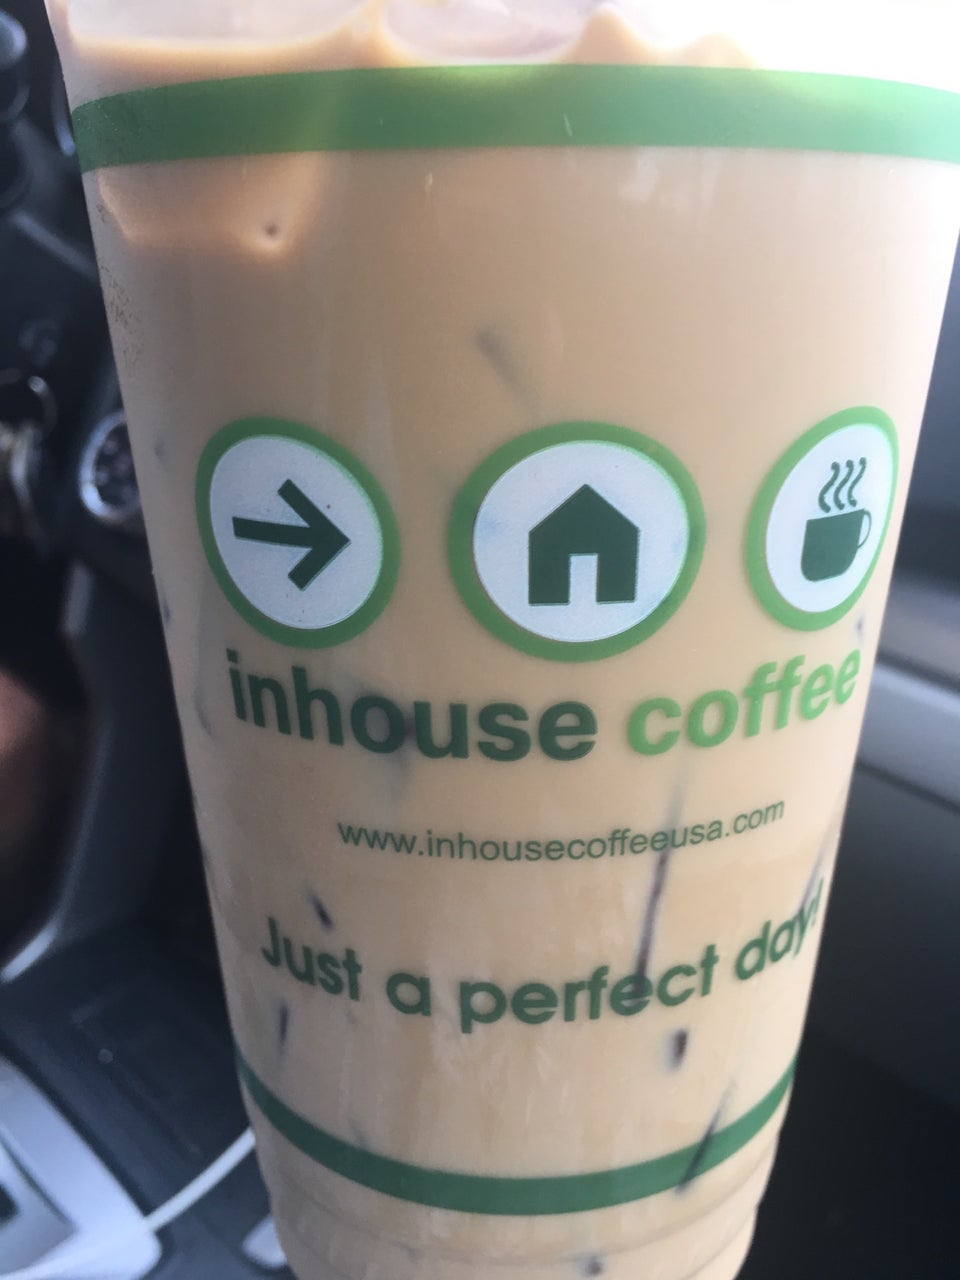 inhouse coffee
www.inhousecoffeeusa.com
Just a perfect day!